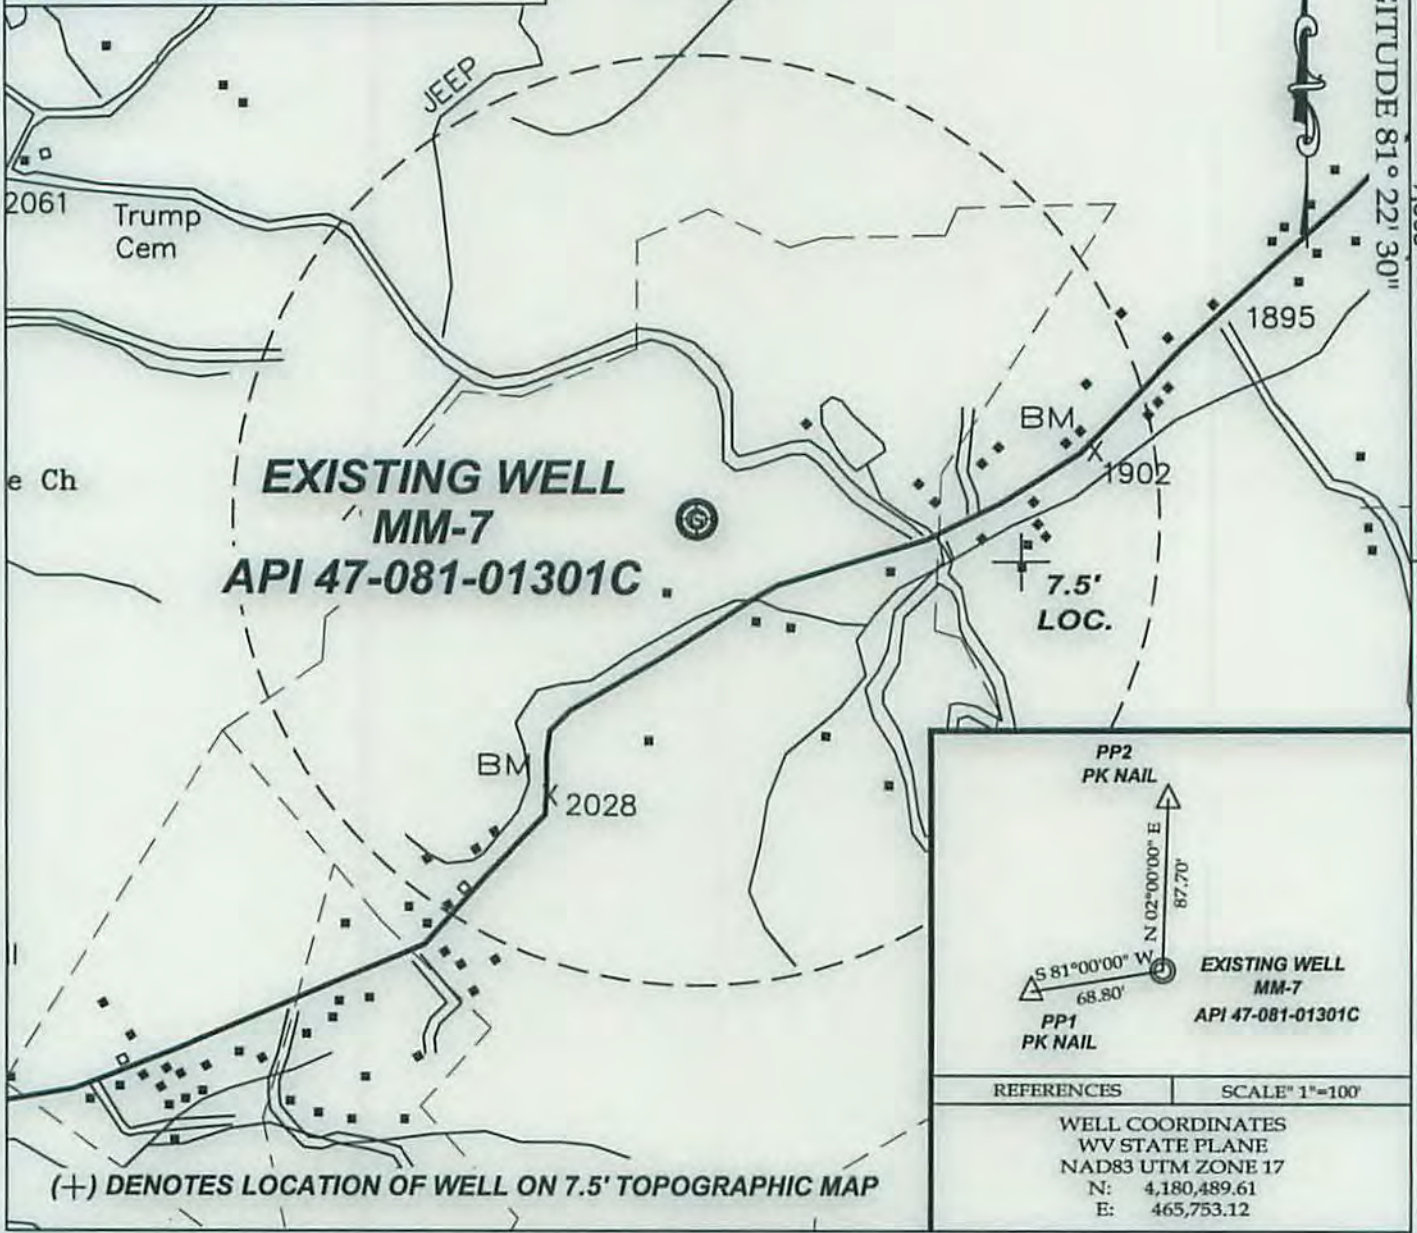 JEEP
2061
Trump
Cem
ITUDE 81° 22' 30"
1895
BM
1902
e Ch
EXISTING WELL
MM-7
API 47-081-01301C
G
7.5'
LOC.
BM
2028
PP2
PK NAIL
N 02°00'00" E
87.70'
S 81°00'00" W
68.80'
PP1
PK NAIL
EXISTING WELL
MM-7
API 47-081-01301C
REFERENCES
SCALE" 1"=100'
WELL COORDINATES
WV STATE PLANE
NAD83 UTM ZONE 17
N: 4,180,489.61
E: 465,753.12
(+) DENOTES LOCATION OF WELL ON 7.5' TOPOGRAPHIC MAP